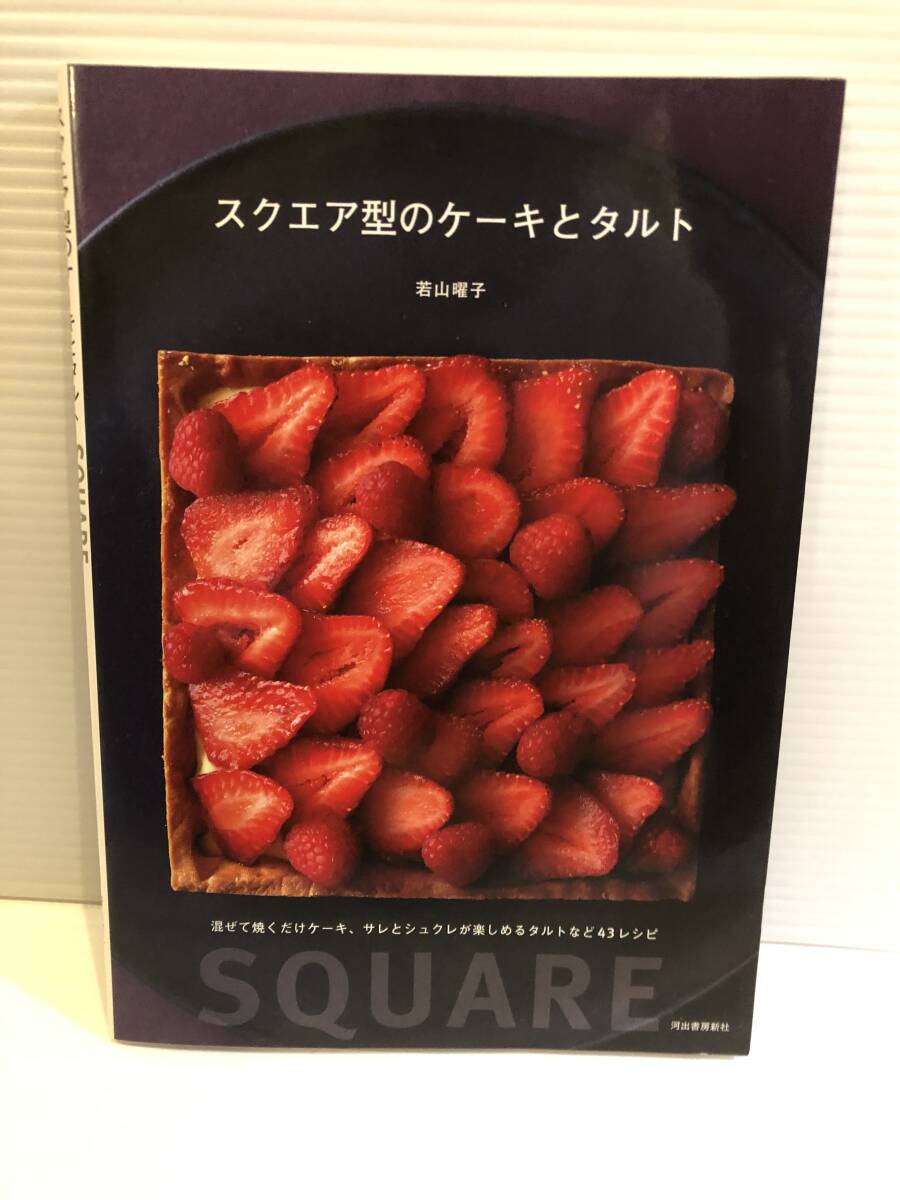 スクエア型のケーキとタルト
若山曜子
混ぜて焼くだけケーキ、サレとシュクレが楽しめるタルトなど43レシピ
SQUARE
河出書房新社
SQUARE